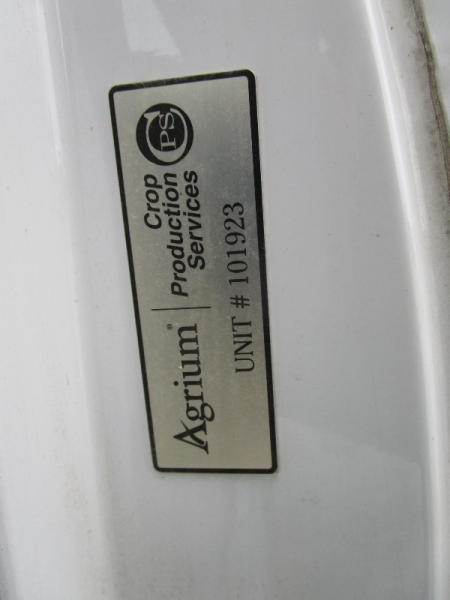 Agrium®
Crop
Production
Services
CPS
UNIT # 101923